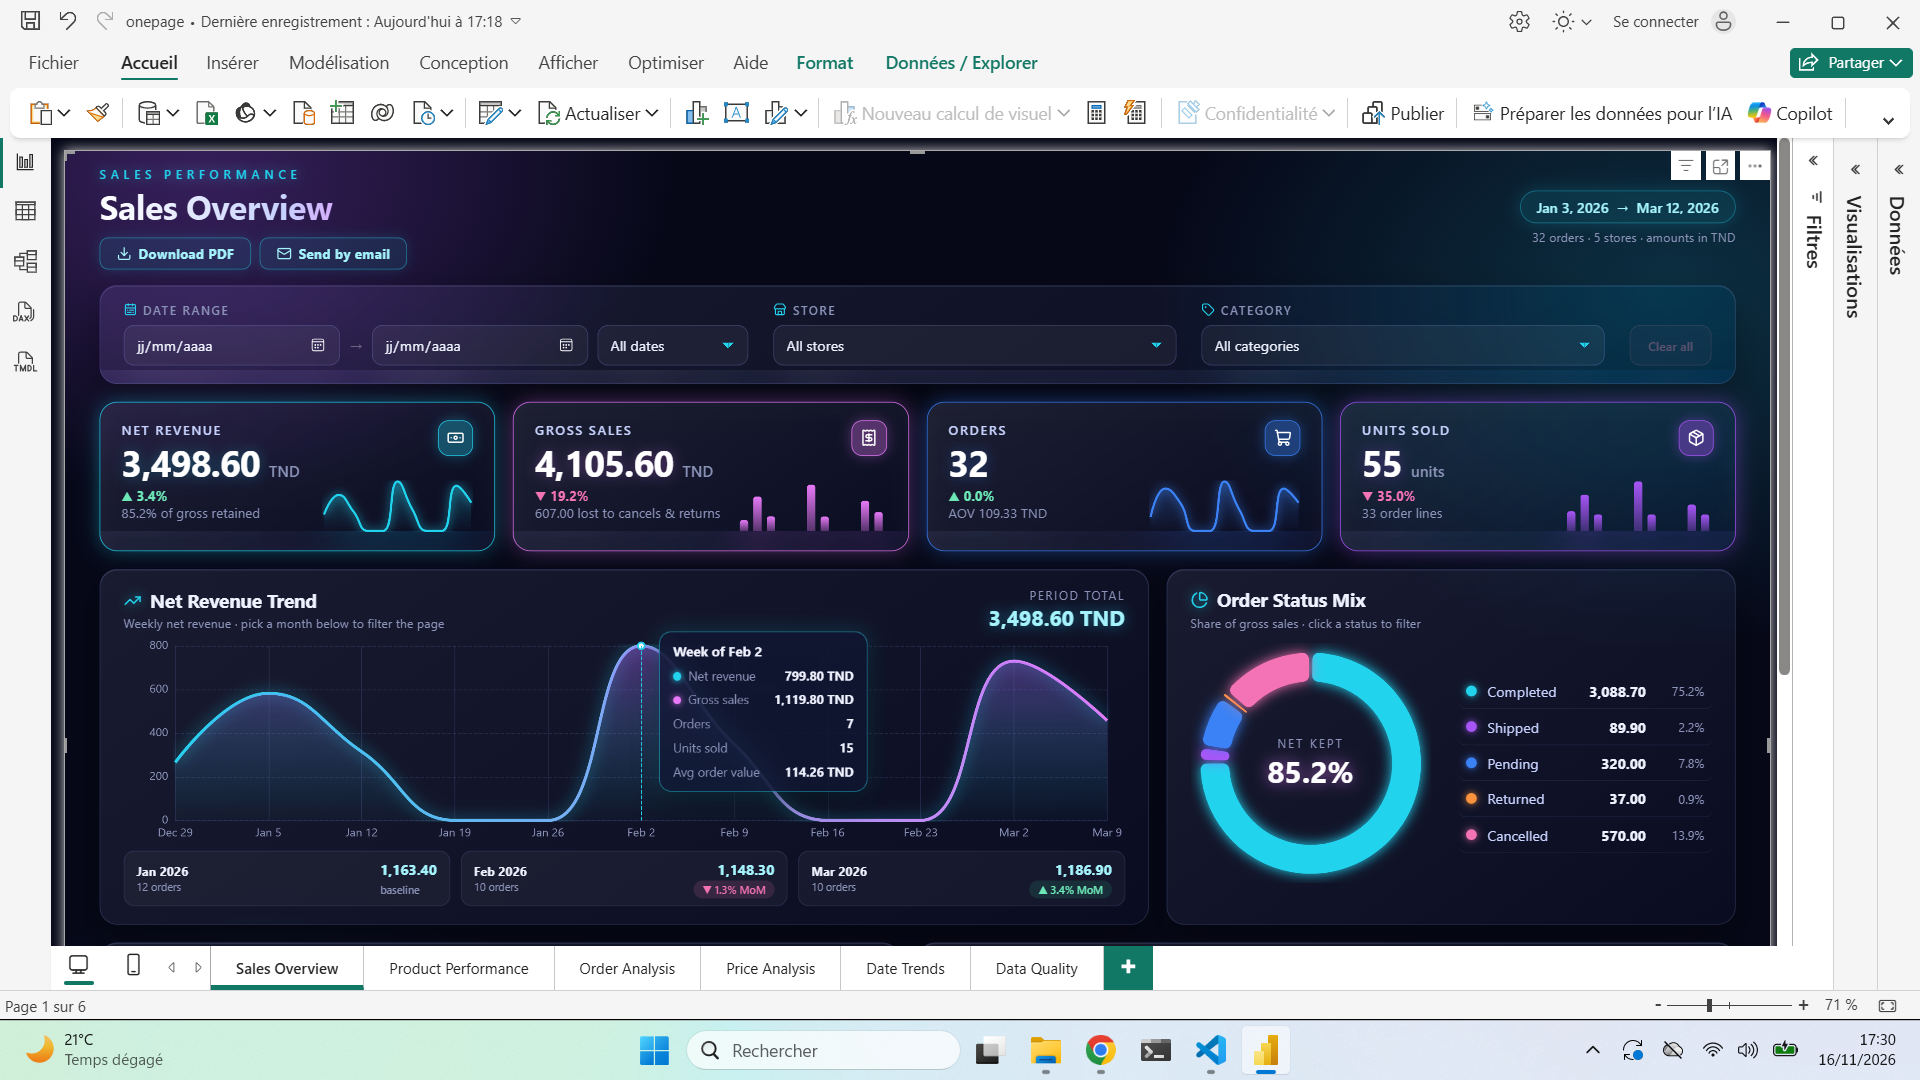 onepage • Dernière enregistrement : Aujourd'hui à 17:18
Se connecter
Fichier Accueil Insérer Modélisation Conception Afficher Optimiser Aide Format Données / Explorer
Partager
Actualiser Nouveau calcul de visuel Confidentialité Publier Préparer les données pour l'IA Copilot
DAX
TMDL
SALES PERFORMANCE
Sales Overview
Jan 3, 2026 → Mar 12, 2026
32 orders · 5 stores · amounts in TND
Download PDF Send by email
DATE RANGE STORE CATEGORY
jj/mm/aaaa → jj/mm/aaaa All dates All stores All categories Clear all
NET REVENUE
3,498.60 TND
▲ 3.4%
85.2% of gross retained
GROSS SALES
4,105.60 TND
▼ 19.2%
607.00 lost to cancels & returns
ORDERS
32
▲ 0.0%
AOV 109.33 TND
UNITS SOLD
55 units
▼ 35.0%
33 order lines
Net Revenue Trend
Weekly net revenue · pick a month below to filter the page
PERIOD TOTAL
3,498.60 TND
800
600
400
200
0
Dec 29 Jan 5 Jan 12 Jan 19 Jan 26 Feb 2 Feb 9 Feb 16 Feb 23 Mar 2 Mar 9
Week of Feb 2
Net revenue 799.80 TND
Gross sales 1,119.80 TND
Orders 7
Units sold 15
Avg order value 114.26 TND
Jan 2026 1,163.40
12 orders baseline
Feb 2026 1,148.30
10 orders ▼ 1.3% MoM
Mar 2026 1,186.90
10 orders ▲ 3.4% MoM
Order Status Mix
Share of gross sales · click a status to filter
NET KEPT
85.2%
Completed 3,088.70 75.2%
Shipped 89.90 2.2%
Pending 320.00 7.8%
Returned 37.00 0.9%
Cancelled 570.00 13.9%
Filtres
Visualisations
Données
Sales Overview Product Performance Order Analysis Price Analysis Date Trends Data Quality +
Page 1 sur 6
- + 71 %
21°C
Temps dégagé
Rechercher
17:30
16/11/2026